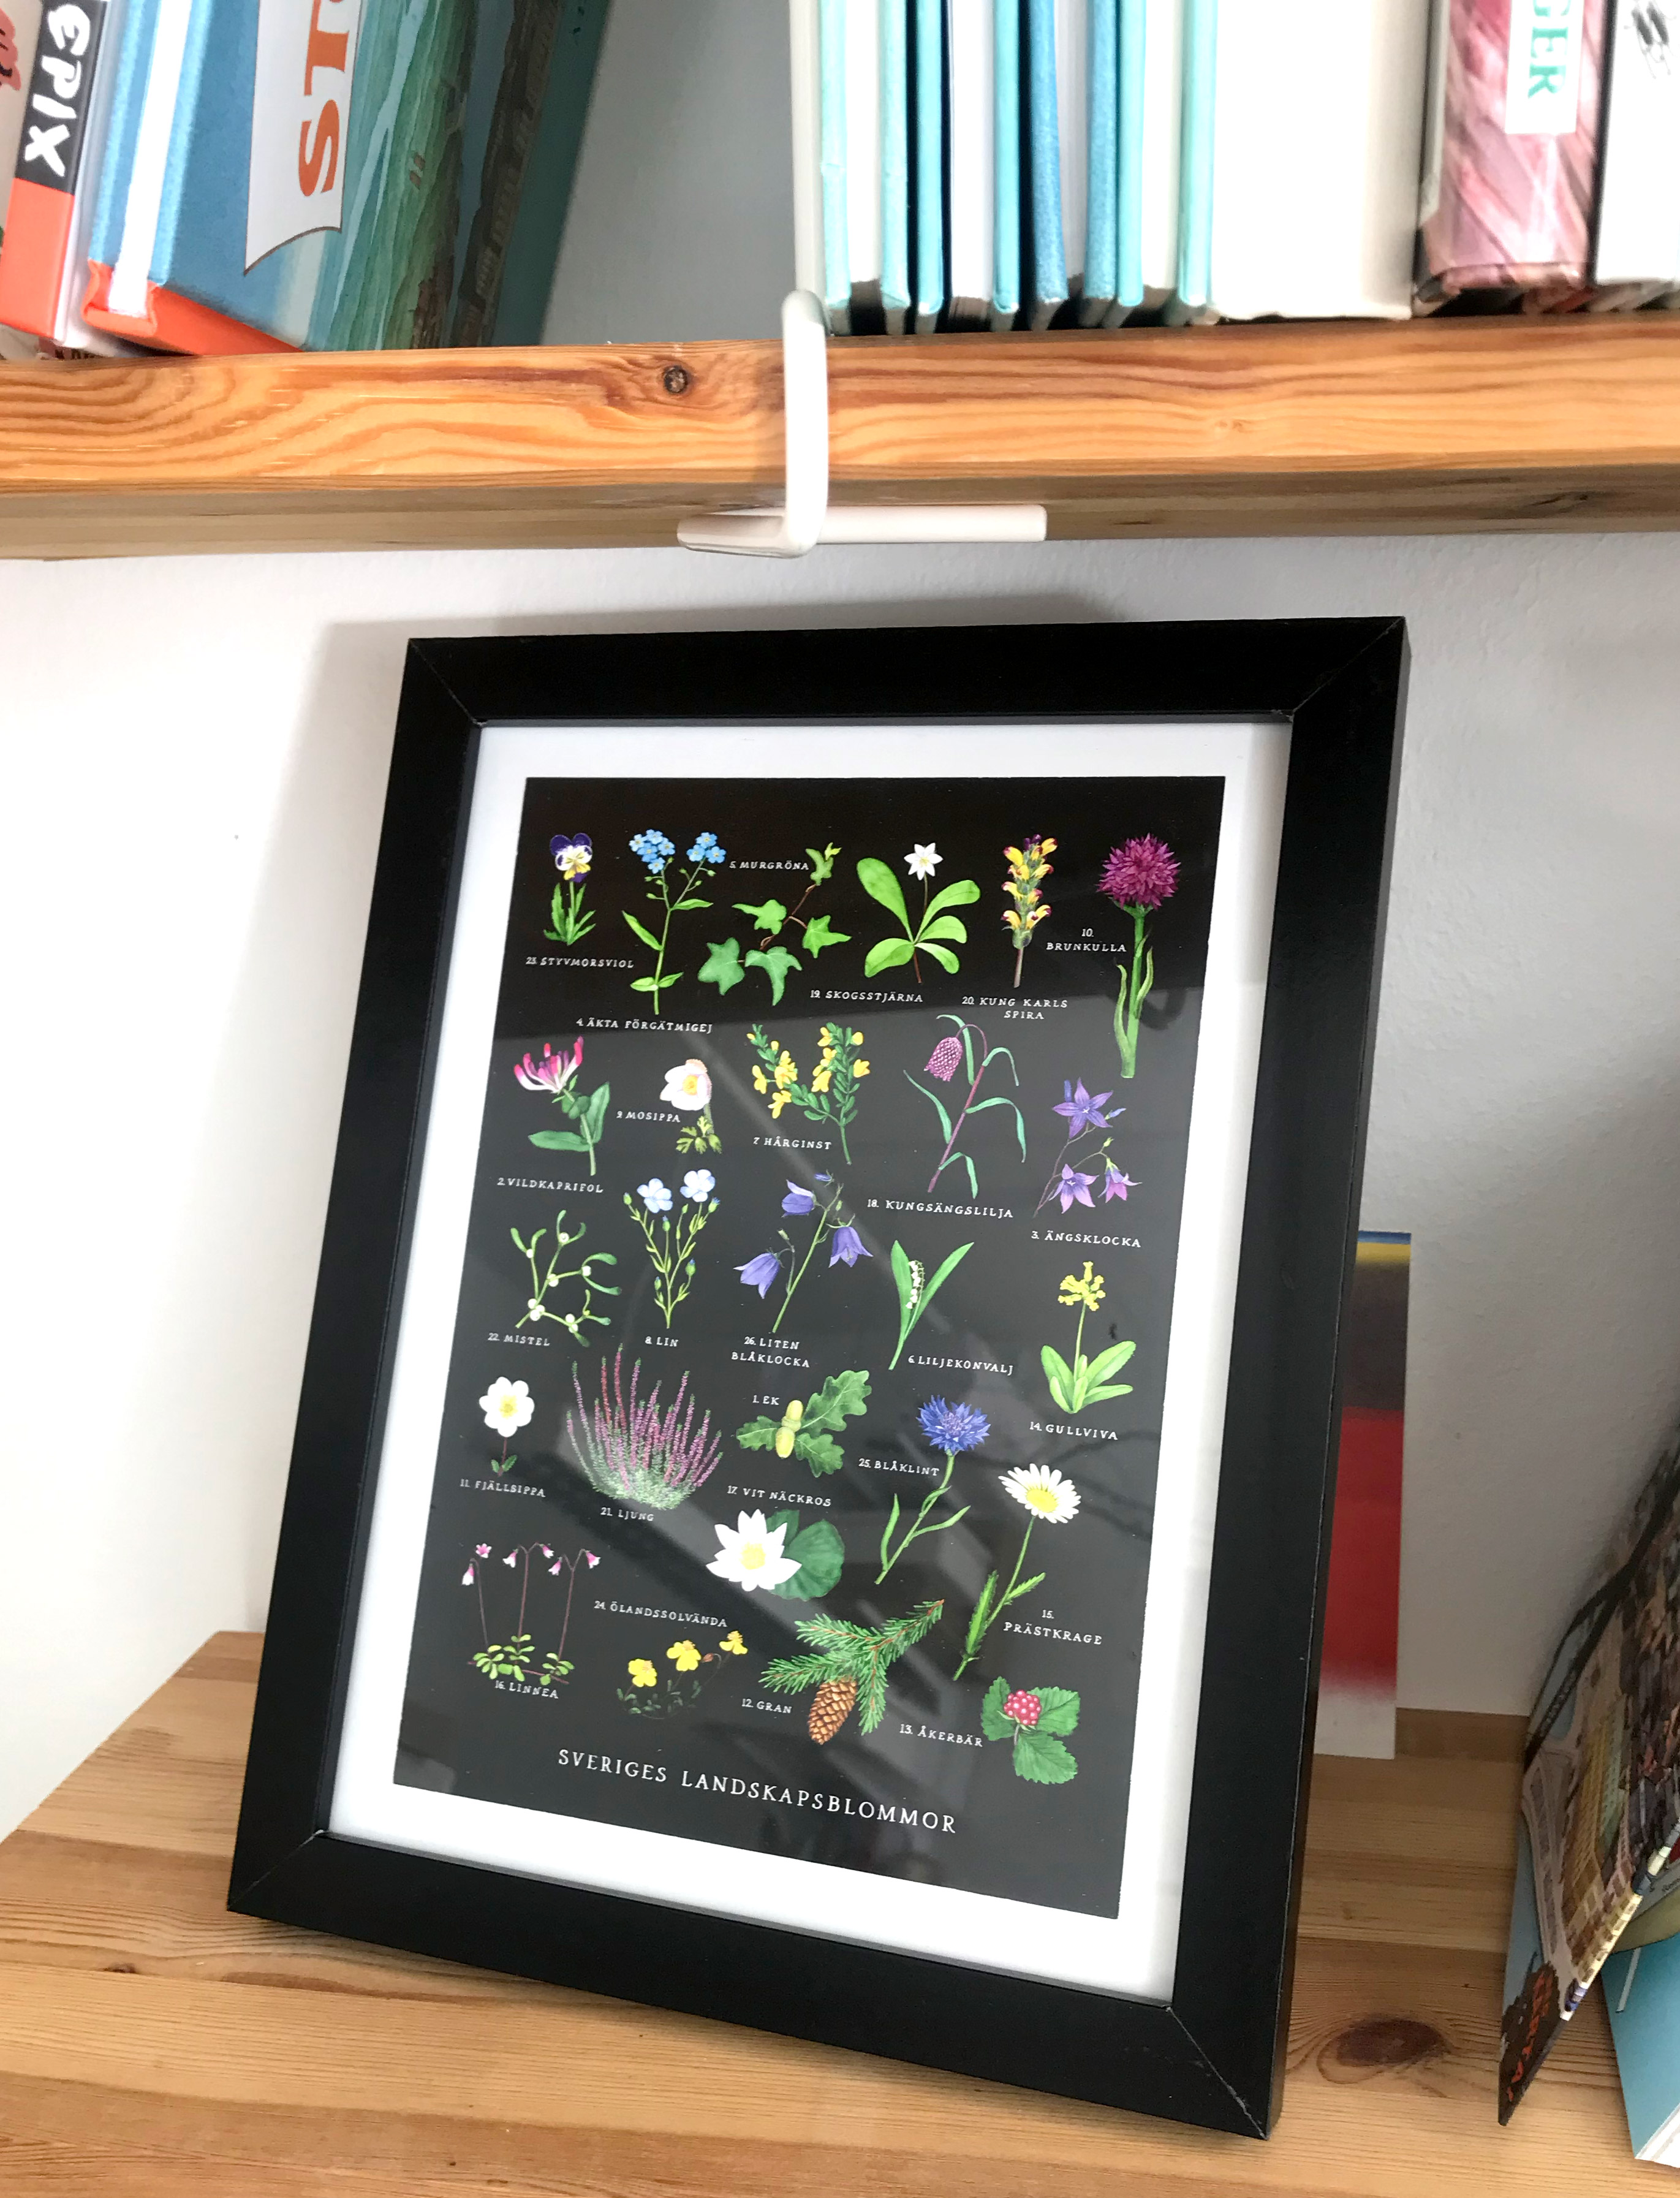 EPIX
5. MURGRÖNA
10.
BRUNKULLA
23. STYVMORSVIOL
19. SKOGSSTJÄRNA
20. KUNG KARLS
SPIRA
4. ÄKTA FÖRGÄTMIGEJ
9. MOSIPPA
7. HÅRGINST
2. VILDKAPRIFOL
18. KUNGSÄNGSLILJA
3. ÄNGSKLOCKA
22. MISTEL
8. LIN
26. LITEN
BLÅKLOCKA
6. LILJEKONVALJ
1. EK
14. GULLVIVA
25. BLÅKLINT
11. FJÄLLSIPPA
17. VIT NÄCKROS
21. LJUNG
24. ÖLANDSSOLVÄNDA
15.
PRÄSTKRAGE
16. LINNEA
12. GRAN
13. ÅKERBÄR
SVERIGES LANDSKAPSBLOMMOR